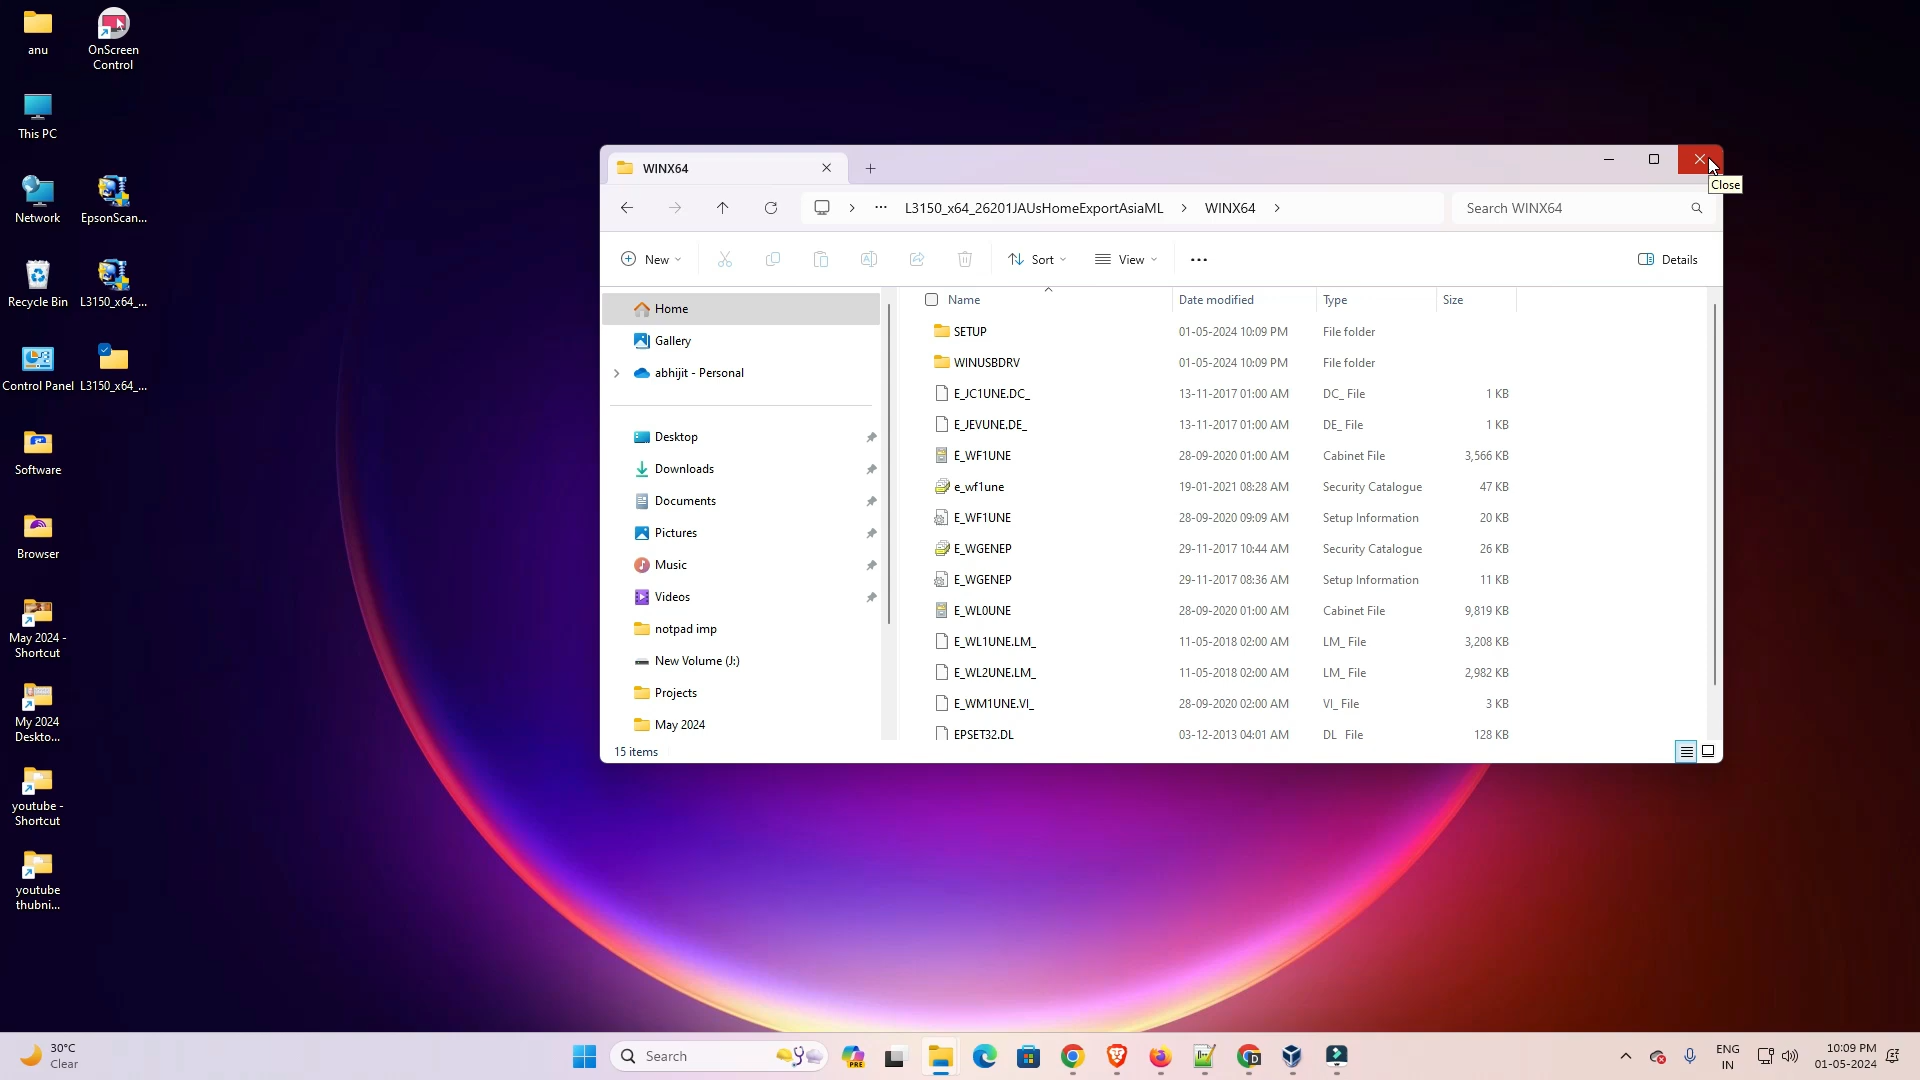 anu
OnScreen
Control
This PC
Network
EpsonScan...
Recycle Bin
L3150_x64_...
Control Panel
L3150_x64_...
Software
Browser
May 2024 -
Shortcut
My 2024
Deskto...
youtube -
Shortcut
youtube
thubni...
WINX64
Close
L3150_x64_26201JAUsHomeExportAsiaML
WINX64
Search WINX64
New
Sort
View
Details
Home
Gallery
abhijit - Personal
Desktop
Downloads
Documents
Pictures
Music
Videos
notpad imp
New Volume (J:)
Projects
May 2024
Name Date modified Type Size
SETUP 01-05-2024 10:09 PM File folder
WINUSBDRV 01-05-2024 10:09 PM File folder
E_JC1UNE.DC_ 13-11-2017 01:00 AM DC_ File 1 KB
E_JEVUNE.DE_ 13-11-2017 01:00 AM DE_ File 1 KB
E_WF1UNE 28-09-2020 01:00 AM Cabinet File 3,566 KB
e_wf1une 19-01-2021 08:28 AM Security Catalogue 47 KB
E_WF1UNE 28-09-2020 09:09 AM Setup Information 20 KB
E_WGENEP 29-11-2017 10:44 AM Security Catalogue 26 KB
E_WGENEP 29-11-2017 08:36 AM Setup Information 11 KB
E_WL0UNE 28-09-2020 01:00 AM Cabinet File 9,819 KB
E_WL1UNE.LM_ 11-05-2018 02:00 AM LM_ File 3,208 KB
E_WL2UNE.LM_ 11-05-2018 02:00 AM LM_ File 2,982 KB
E_WM1UNE.VI_ 28-09-2020 02:00 AM VI_ File 3 KB
EPSET32.DL 03-12-2013 04:01 AM DL File 128 KB
15 items
30°C
Clear
Search
PRE
D
ENG
IN
10:09 PM
01-05-2024